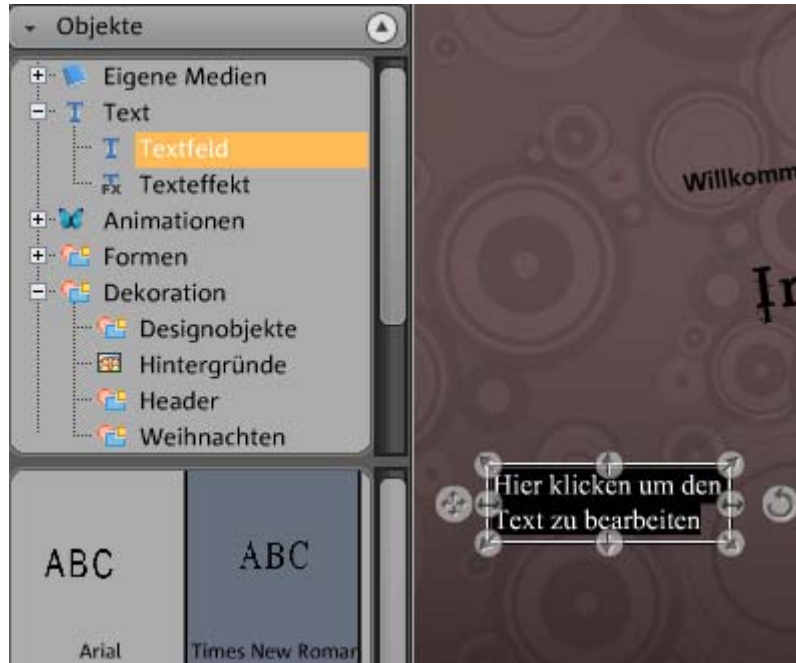 Objekte
Eigene Medien
Text
Textfeld
Texteffekt
Animationen
Formen
Dekoration
Designobjekte
Hintergründe
Header
Weihnachten
ABC
Arial
ABC
Times New Roman
Hier klicken um den
Text zu bearbeiten